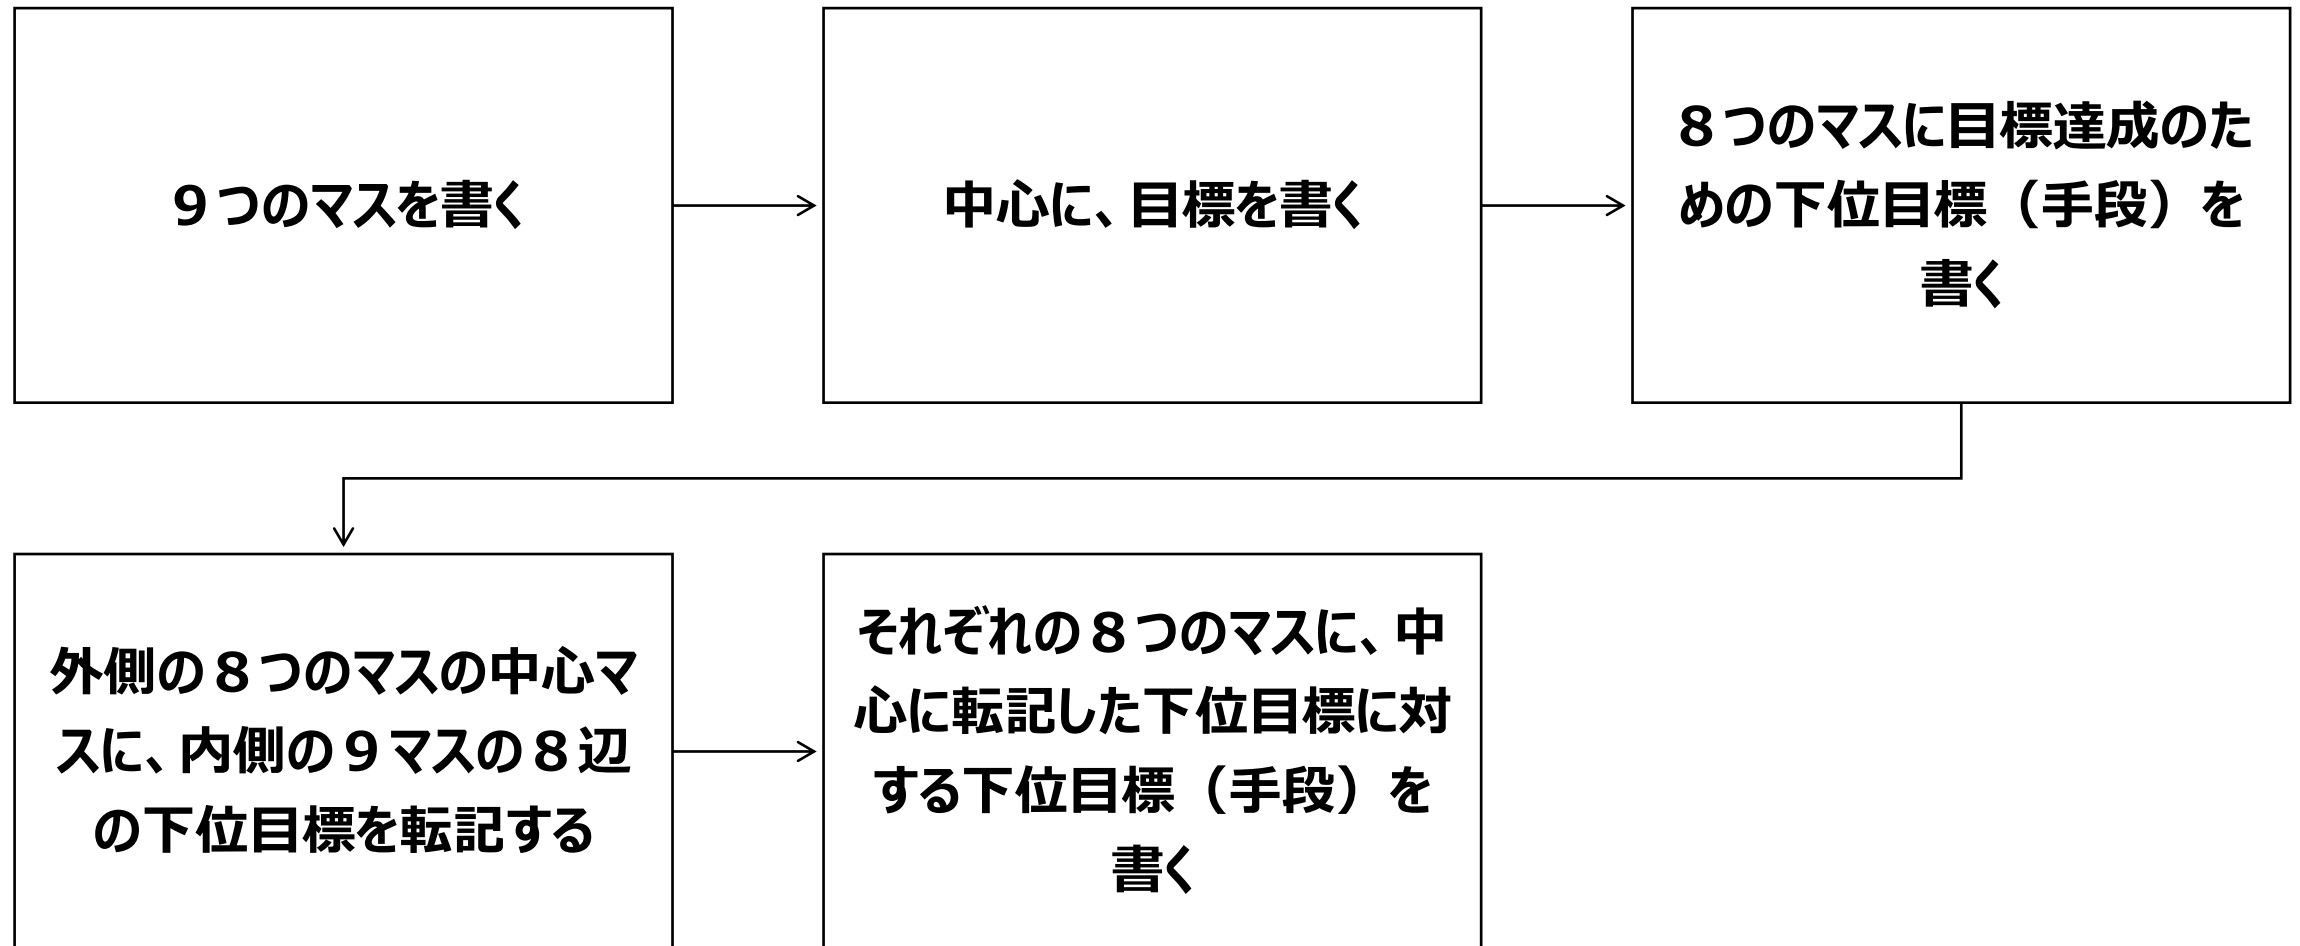 ９つのマスを書く
中心に、目標を書く
８つのマスに目標達成のた
めの下位目標（手段）を
書く
外側の８つのマスの中心マ
スに、内側の９マスの８辺
の下位目標を転記する
それぞれの８つのマスに、中
心に転記した下位目標に対
する下位目標（手段）を
書く